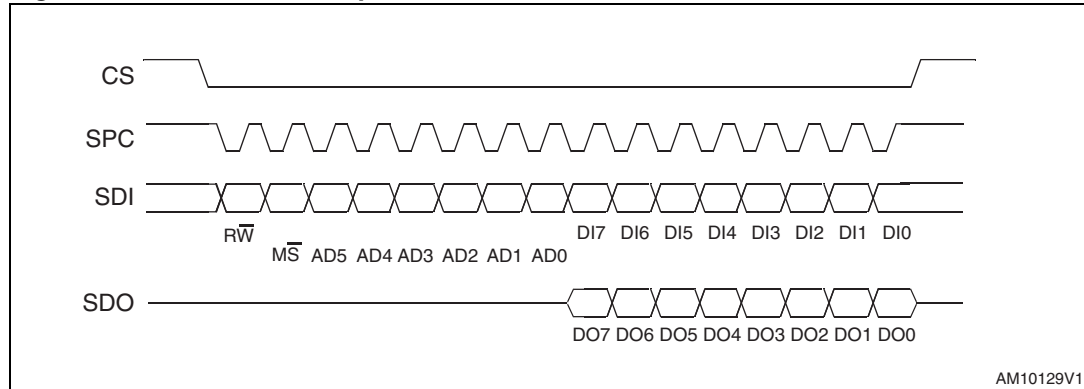 CS
SPC
SDI
RW̅
MS̅ AD5 AD4 AD3 AD2 AD1 AD0
DI7 DI6 DI5 DI4 DI3 DI2 DI1 DI0
SDO
DO7 DO6 DO5 DO4 DO3 DO2 DO1 DO0
AM10129V1